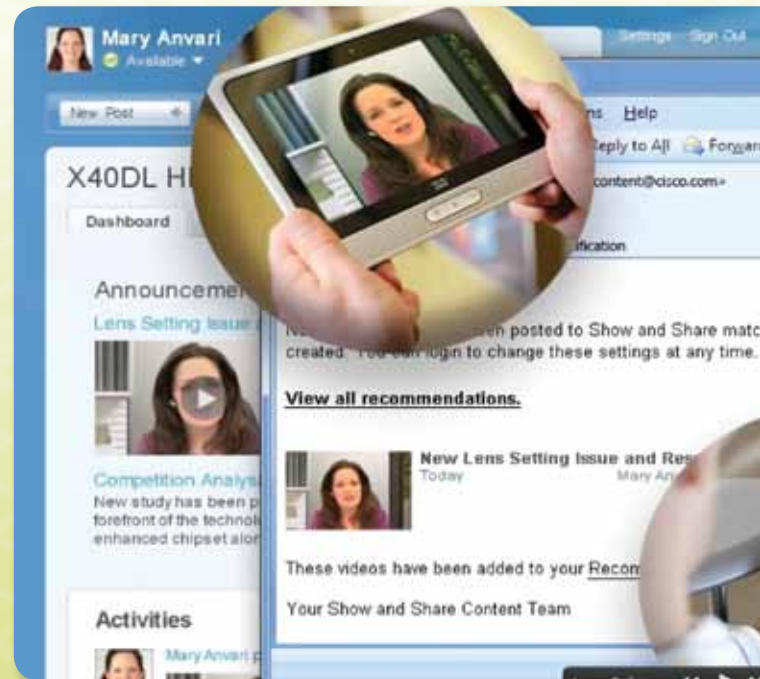 Mary Anvari
Available
Settings Sign Out
New Post
Help
Reply to All Forward
content@cisco.com>
X40DL
Dashboard
Announcemen
Lens Setting Issue
posted to Show and Share matc
created. You can login to change these settings at any time.
View all recommendations.
New Lens Setting Issue and Res
Today Mary An
Competition Analys
New study has been p
forefront of the technol
enhanced chipset alon
These videos have been added to your Recom
Your Show and Share Content Team
Activities
Mary Anvari p